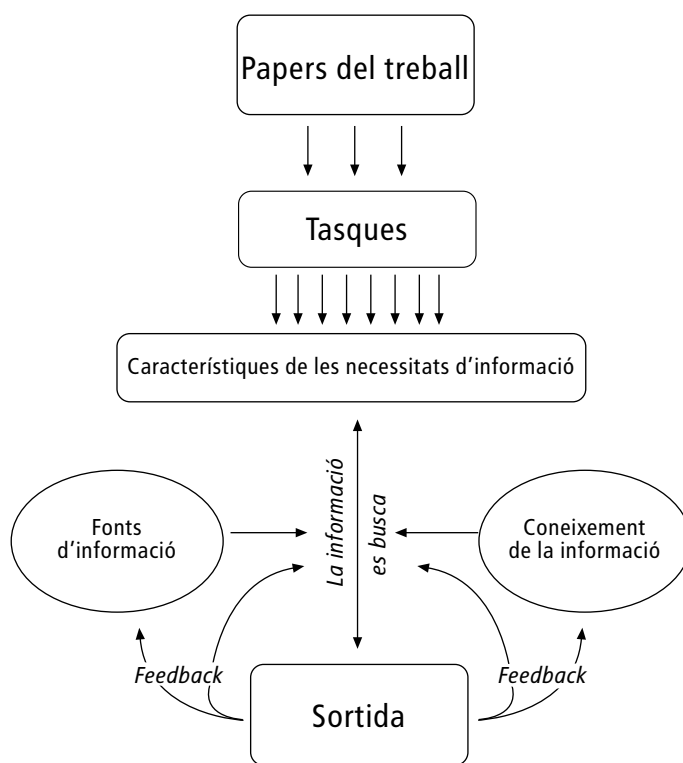 Papers del treball
Tasques
Característiques de les necessitats d’informació
La informació
es busca
Fonts
d’informació
Coneixement
de la informació
Feedback
Feedback
Sortida